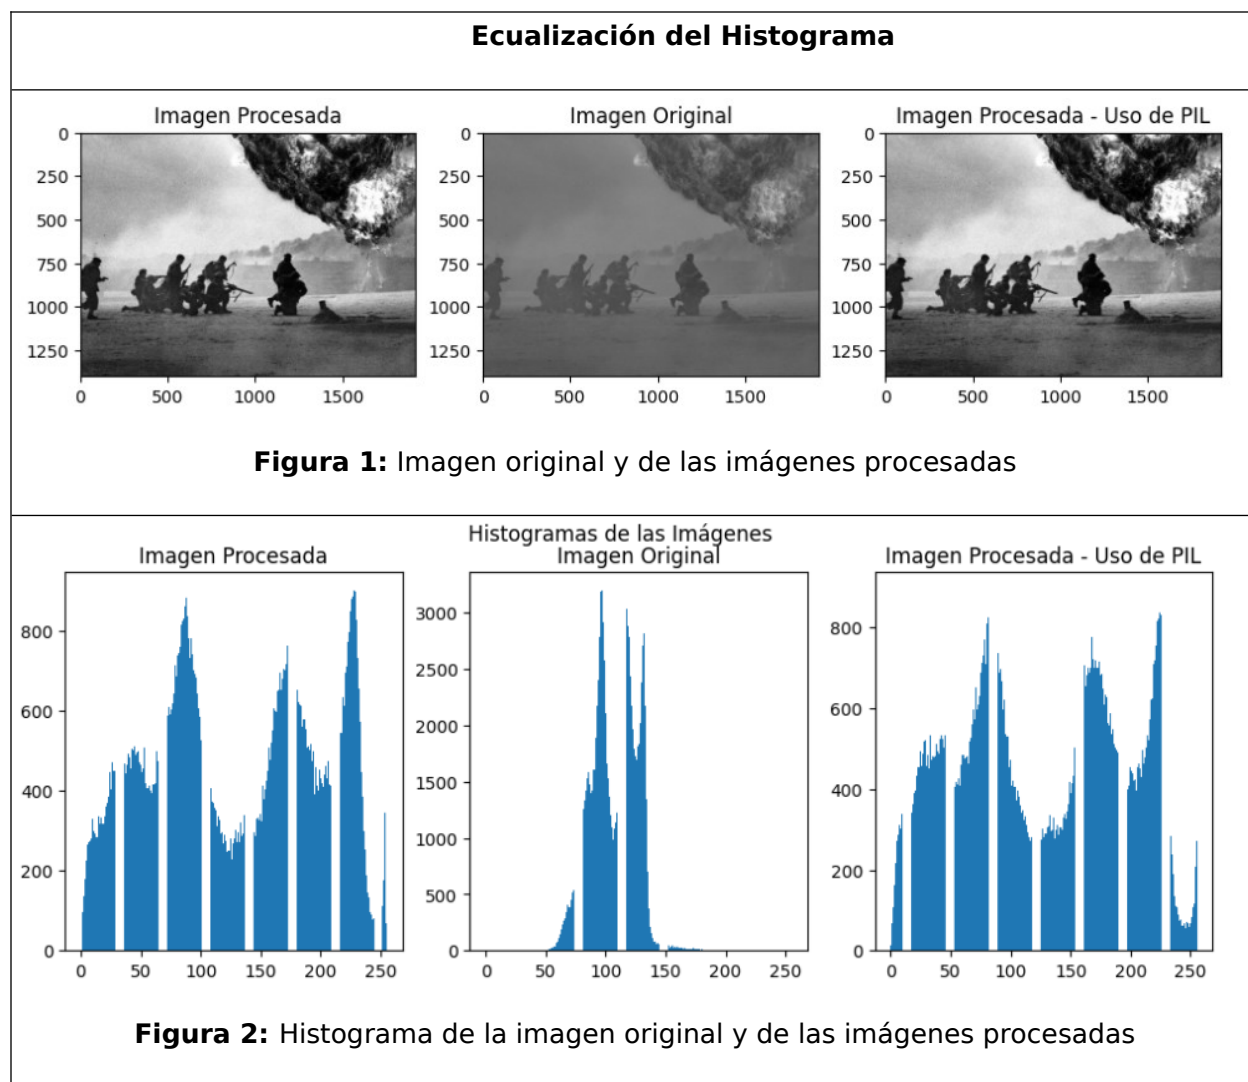 Ecualización del Histograma
Imagen Procesada
Imagen Original
Imagen Procesada - Uso de PIL
0
250
500
750
1000
1250
0 500 1000 1500
0
250
500
750
1000
1250
0 500 1000 1500
0
250
500
750
1000
1250
0 500 1000 1500
Figura 1: Imagen original y de las imágenes procesadas
Histogramas de las Imágenes
Imagen Procesada
Imagen Original
Imagen Procesada - Uso de PIL
800
600
400
200
0
0 50 100 150 200 250
3000
2500
2000
1500
1000
500
0
0 50 100 150 200 250
800
600
400
200
0
0 50 100 150 200 250
Figura 2: Histograma de la imagen original y de las imágenes procesadas